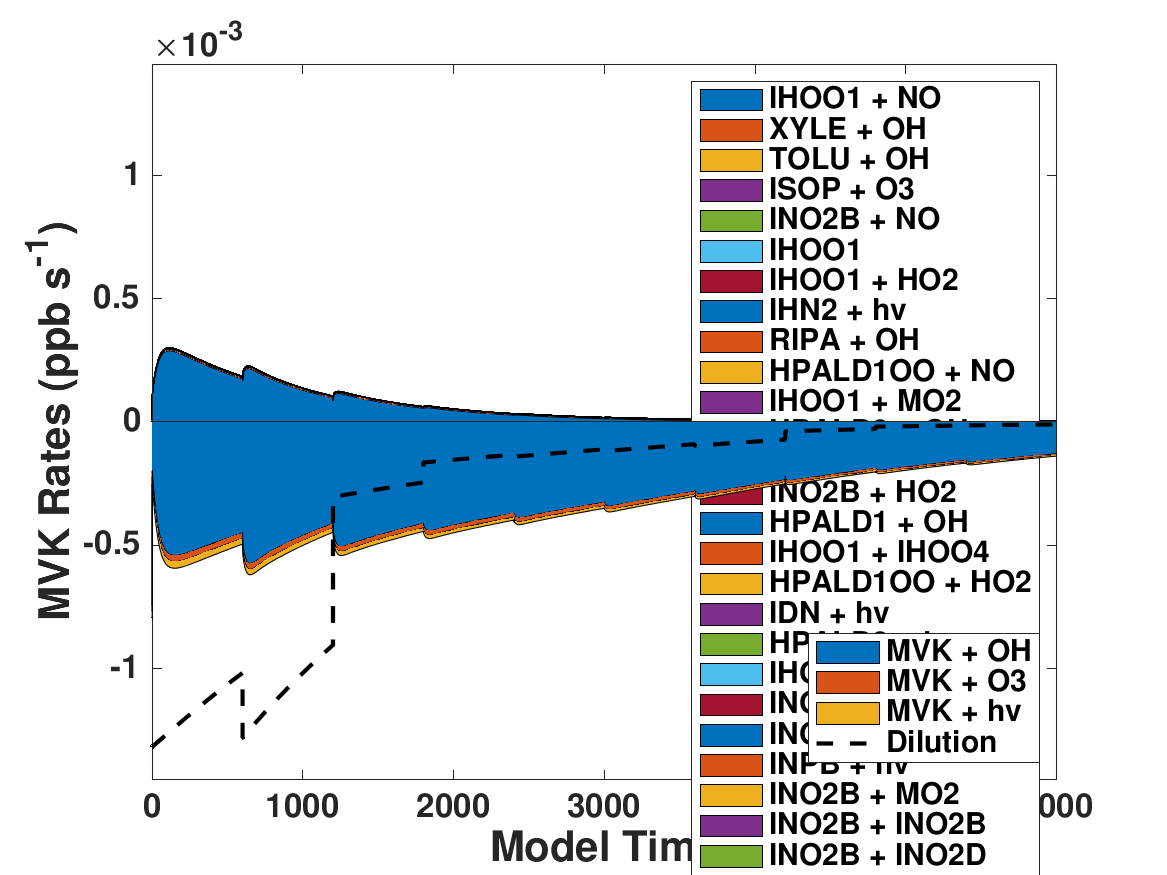 ×10-3
MVK Rates (ppb s-1)
1
0.5
0
-0.5
-1
0
1000
2000
3000
000
Model Tim
IHOO1 + NO
XYLE + OH
TOLU + OH
ISOP + O3
INO2B + NO
IHOO1
IHOO1 + HO2
IHN2 + hv
RIPA + OH
HPALD1OO + NO
IHOO1 + MO2
INO2B + HO2
HPALD1 + OH
IHOO1 + IHOO4
HPALD1OO + HO2
IDN + hv
INPB + hv
INO2B + MO2
INO2B + INO2B
INO2B + INO2D
MVK + OH
MVK + O3
MVK + hv
Dilution